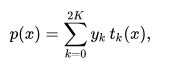 p(x) = \sum_{k=0}^{2K} y_k t_k(x),